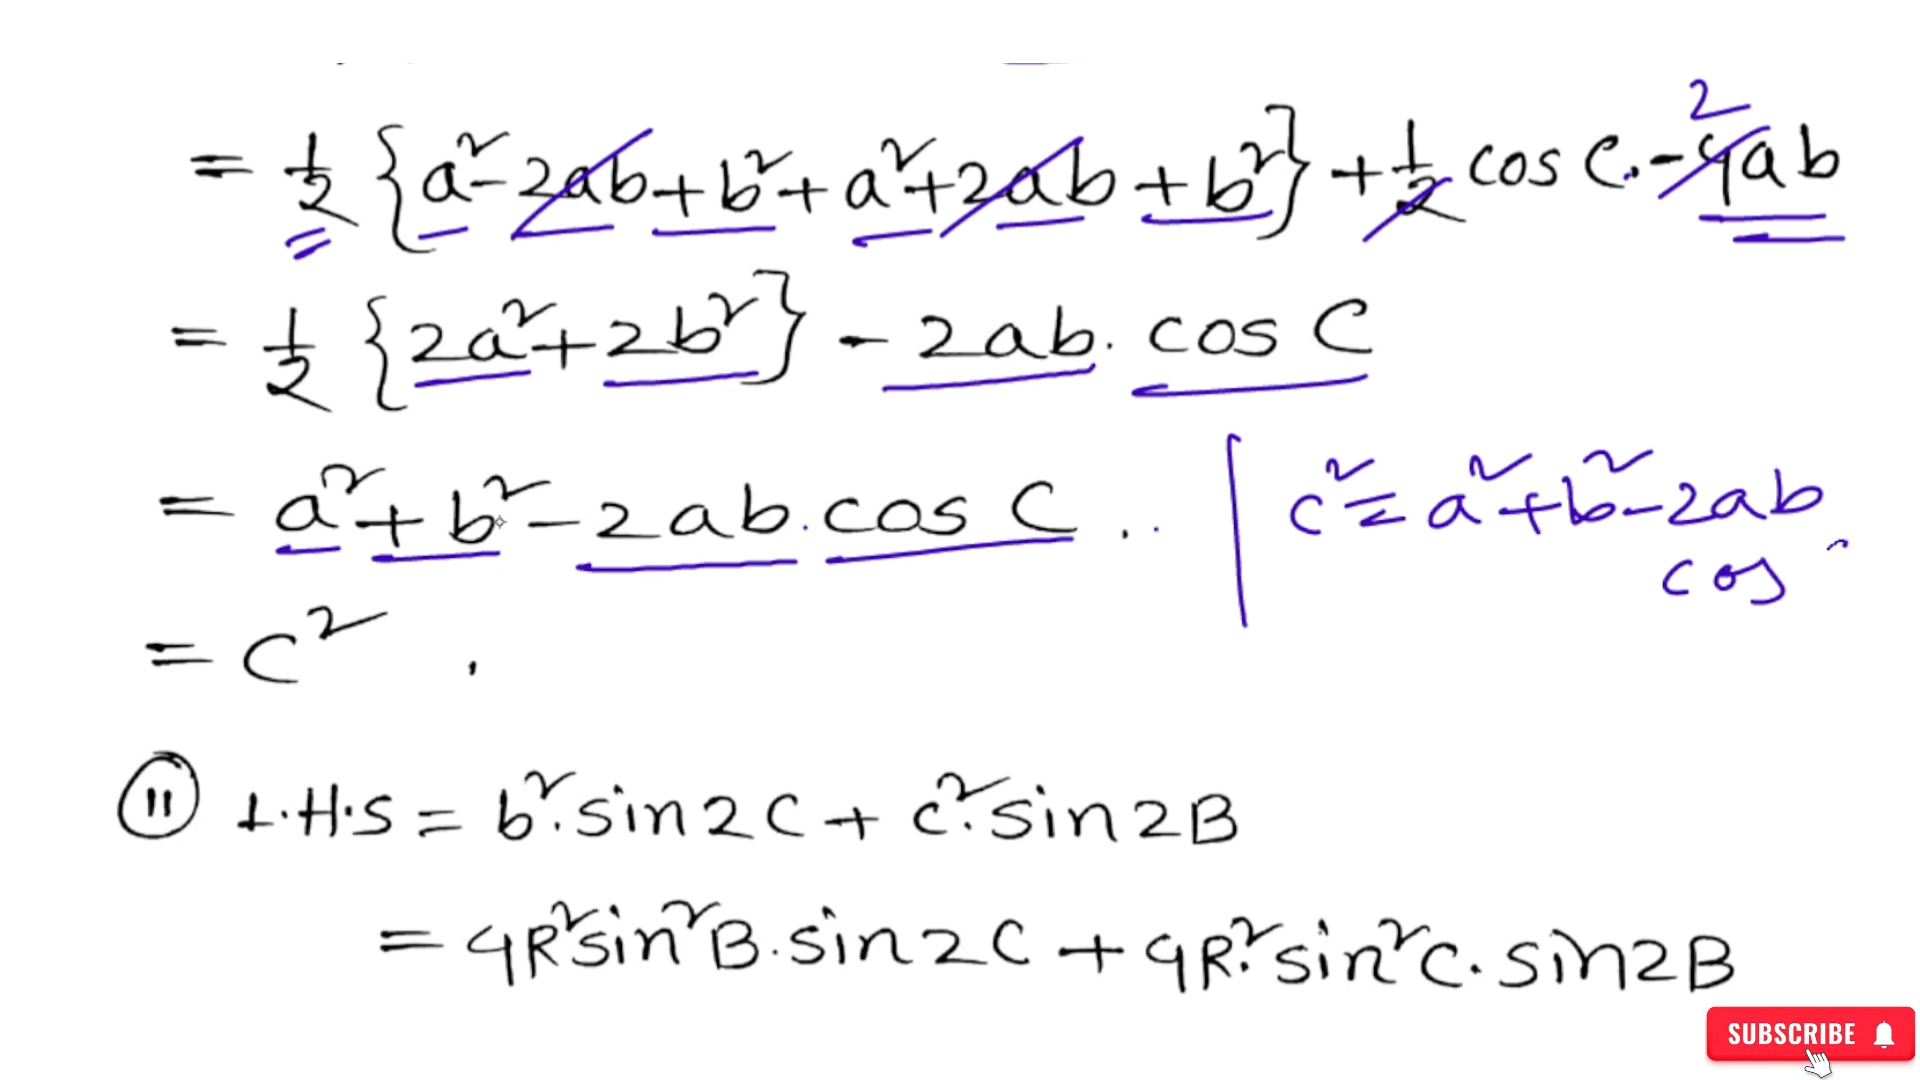 = 1/2 {a² - 2ab + b² + a² + 2ab + b²} + 1/2 cos C. - 4ab 2
= 1/2 {2a² + 2b²} - 2ab. cos C
= a² + b² - 2ab. cos C . .
c² = a² + b² - 2ab
cos
= c² .
(11) L.H.S = b².sin2C + c².sin2B
= 4R²sin²B.sin2C + 4R².sin²C.sin2B
SUBSCRIBE